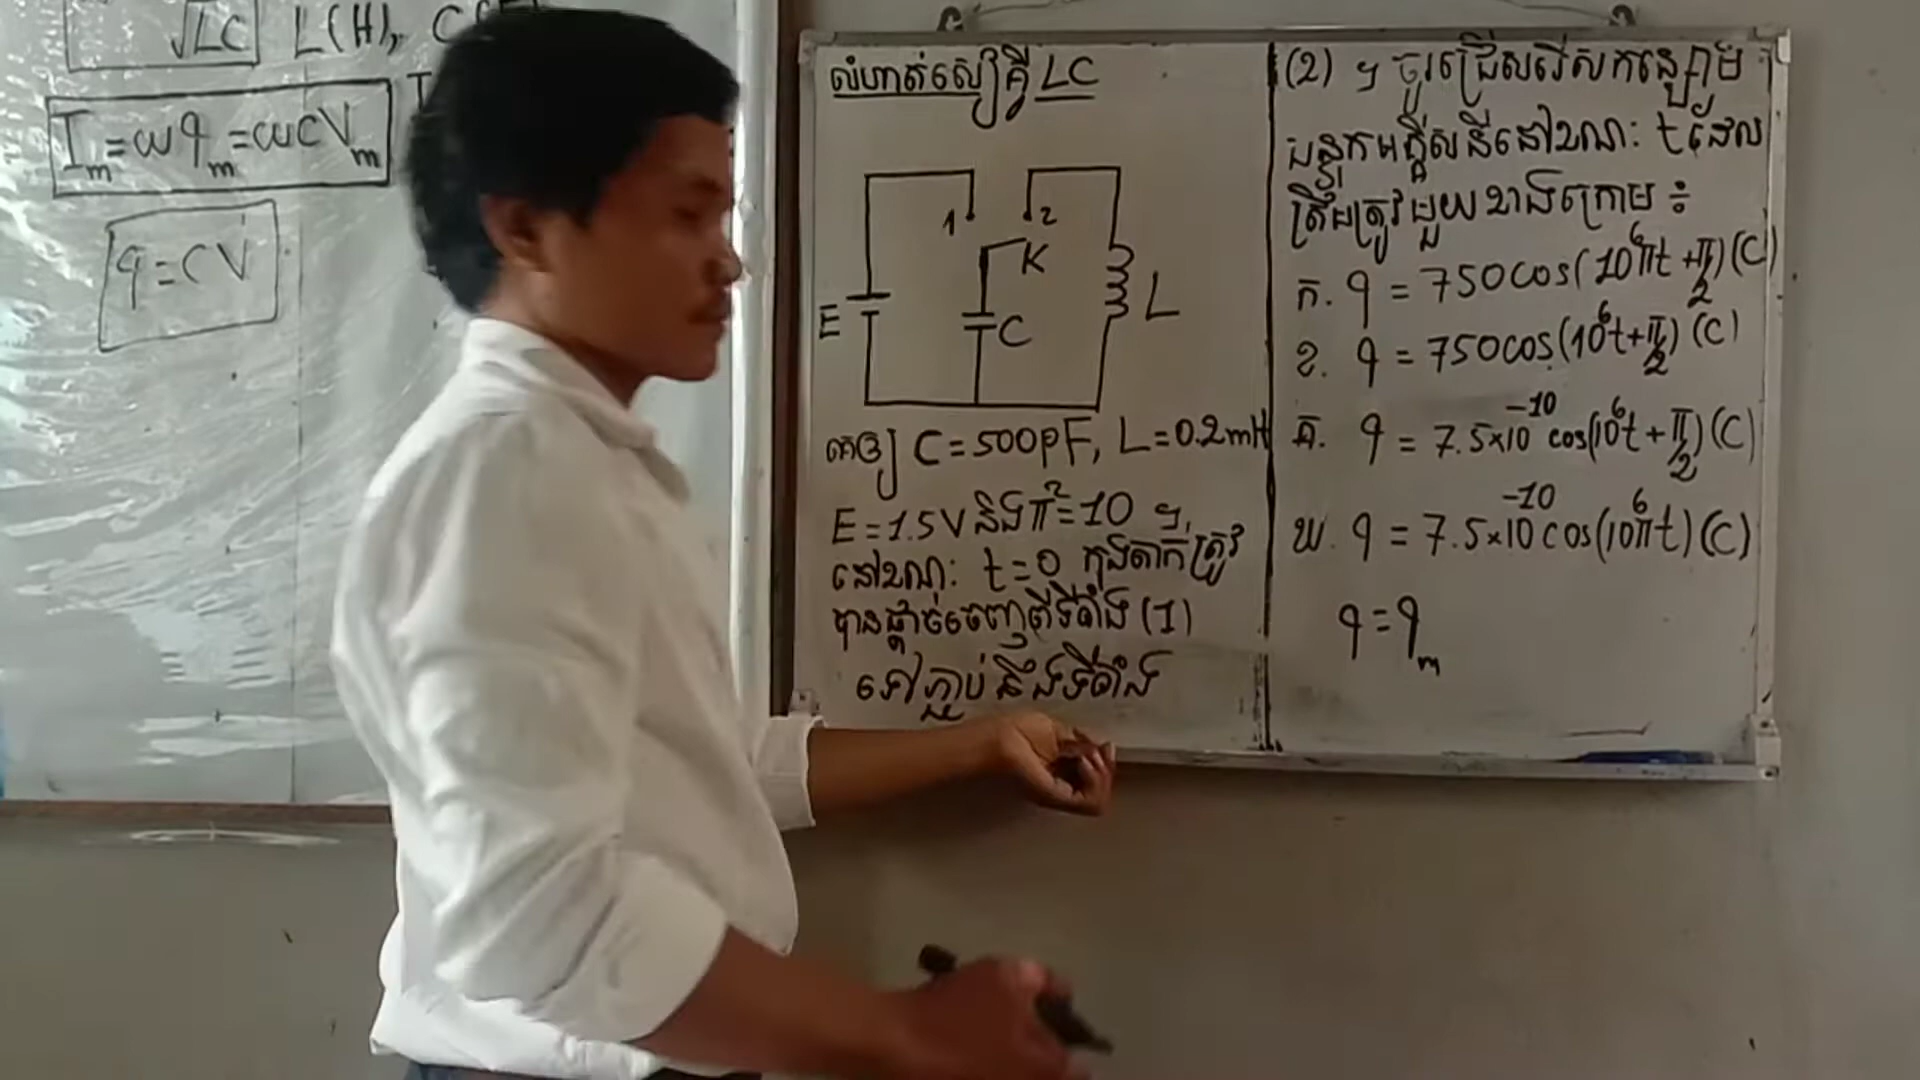 √LC L(H), C
I_m = ωq_m = ωCV_m
q = CV
លំហាត់សៀគ្វី LC
1 2
K
E C L
គេឲ្យ C = 500pF, L = 0.2mH
E = 1.5V និង π² = 10 ។
នៅខណៈ t = 0 កុងតាក់ត្រូវ
បានផ្តាច់ចេញពីទីតាំង (1)
ទៅភ្ជាប់នឹងទីតាំង
(2) ។ ចូរជ្រើសរើសកន្សោម
បន្ទុកអគ្គិសនីនៅខណៈ t ដែល
ត្រឹមត្រូវមួយខាងក្រោម ៖
ក. q = 750cos(10⁶πt + π/2)(C)
ខ. q = 750cos(10⁶t + π/2)(C)
គ. q = 7.5×10⁻¹⁰ cos(10⁶t + π/2)(C)
ឃ. q = 7.5×10⁻¹⁰ cos(10⁶πt)(C)
q = q_m